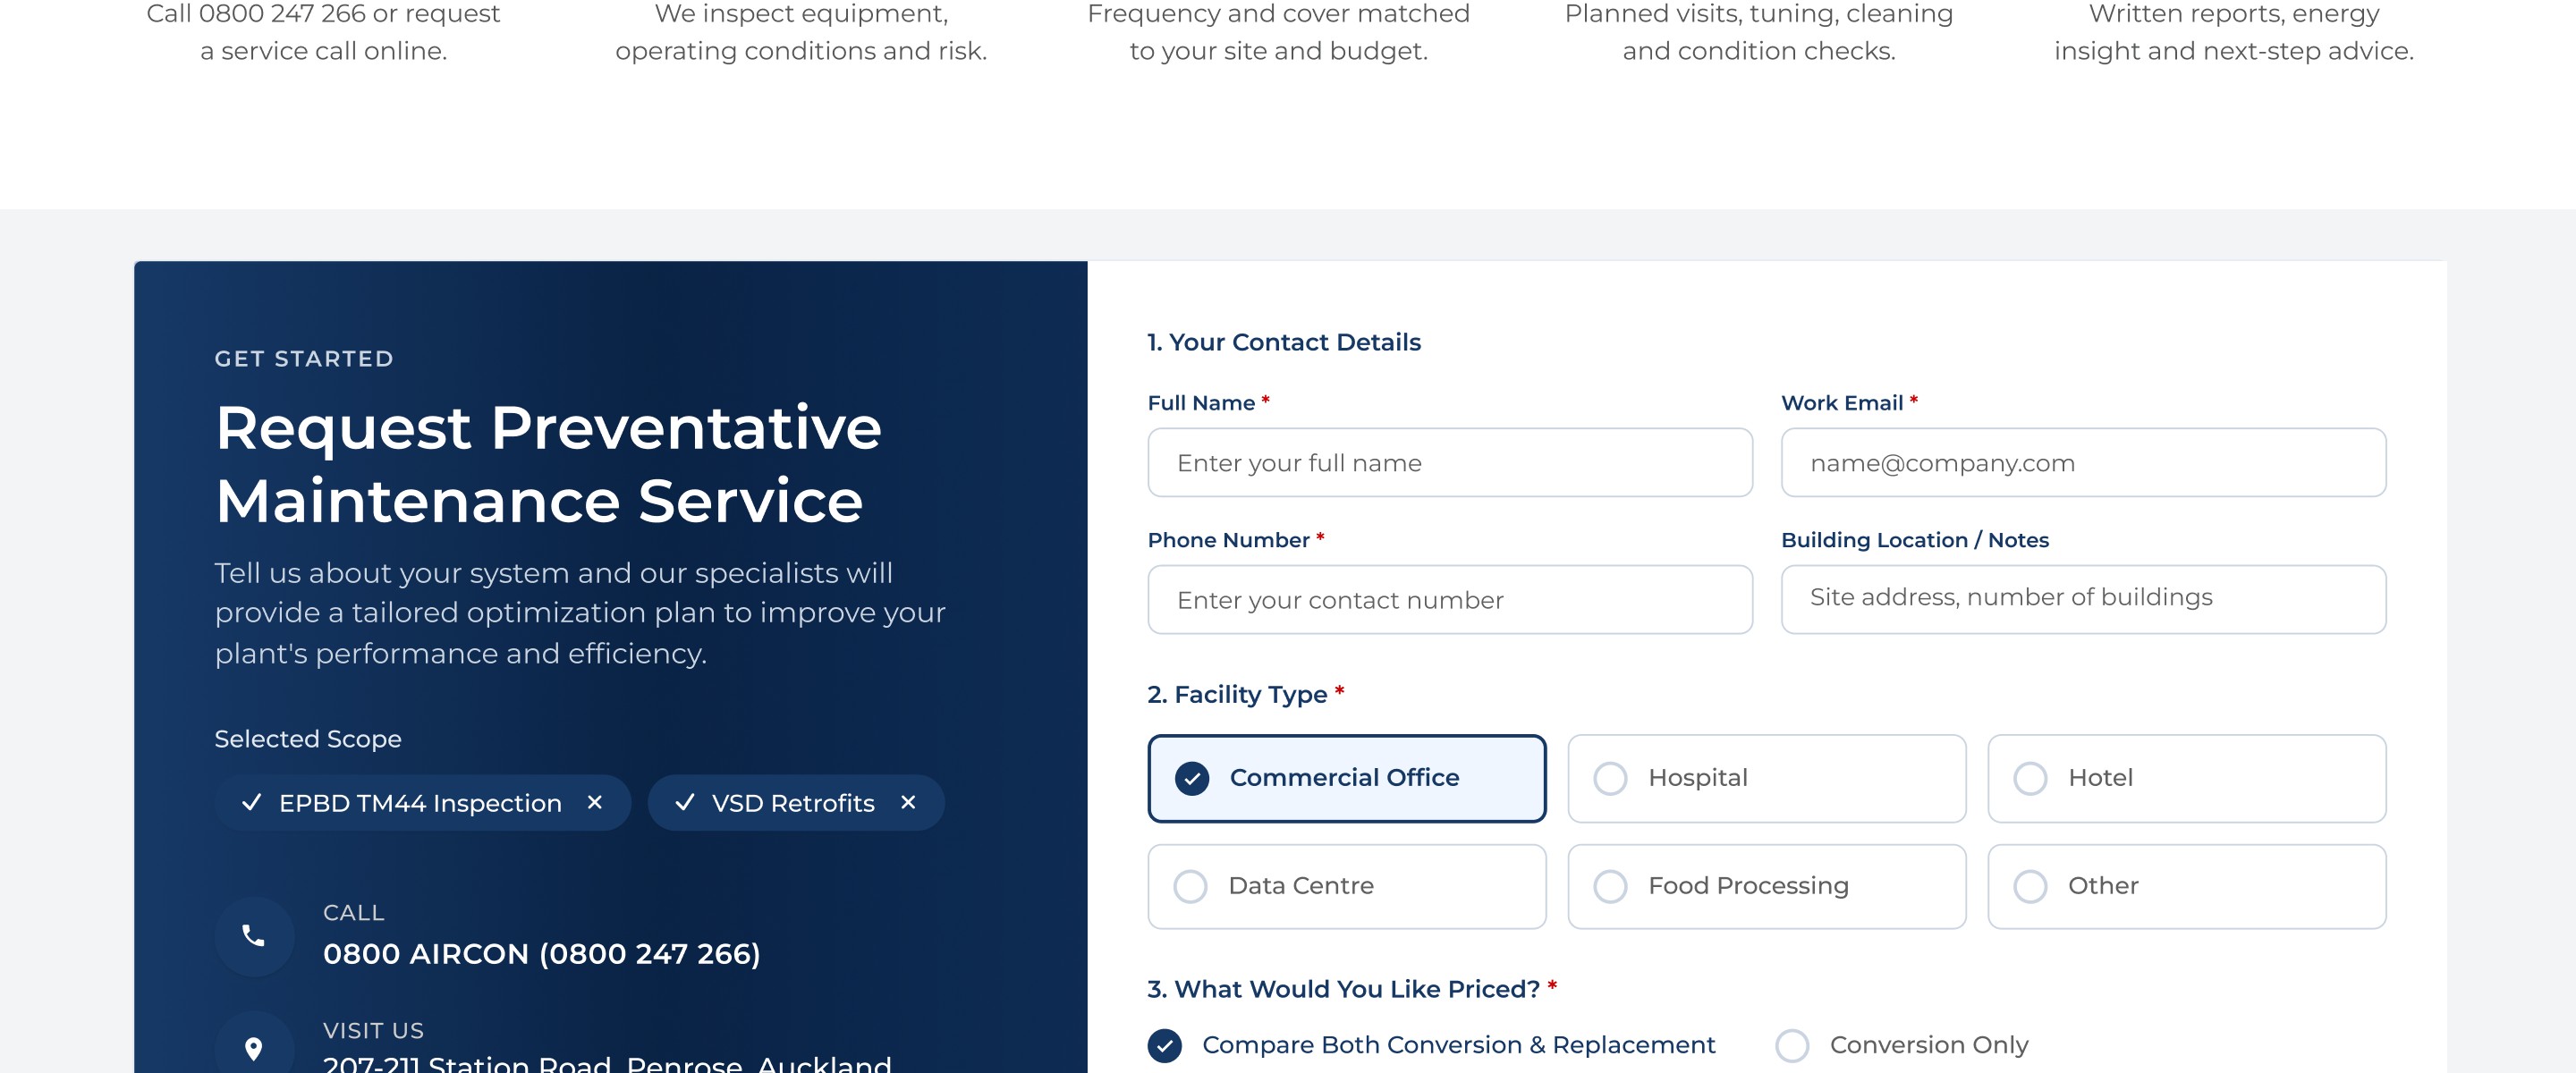 Call 0800 247 266 or request
a service call online.
We inspect equipment,
operating conditions and risk.
Frequency and cover matched
to your site and budget.
Planned visits, tuning, cleaning
and condition checks.
Written reports, energy
insight and next-step advice.
GET STARTED
Request Preventative
Maintenance Service
Tell us about your system and our specialists will
provide a tailored optimization plan to improve your
plant's performance and efficiency.
Selected Scope
EPBD TM44 Inspection
VSD Retrofits
CALL
0800 AIRCON (0800 247 266)
VISIT US
207-211 Station Road, Penrose, Auckland
1. Your Contact Details
Full Name *
Enter your full name
Work Email *
name@company.com
Phone Number *
Enter your contact number
Building Location / Notes
Site address, number of buildings
2. Facility Type *
Commercial Office
Hospital
Hotel
Data Centre
Food Processing
Other
3. What Would You Like Priced? *
Compare Both Conversion & Replacement
Conversion Only